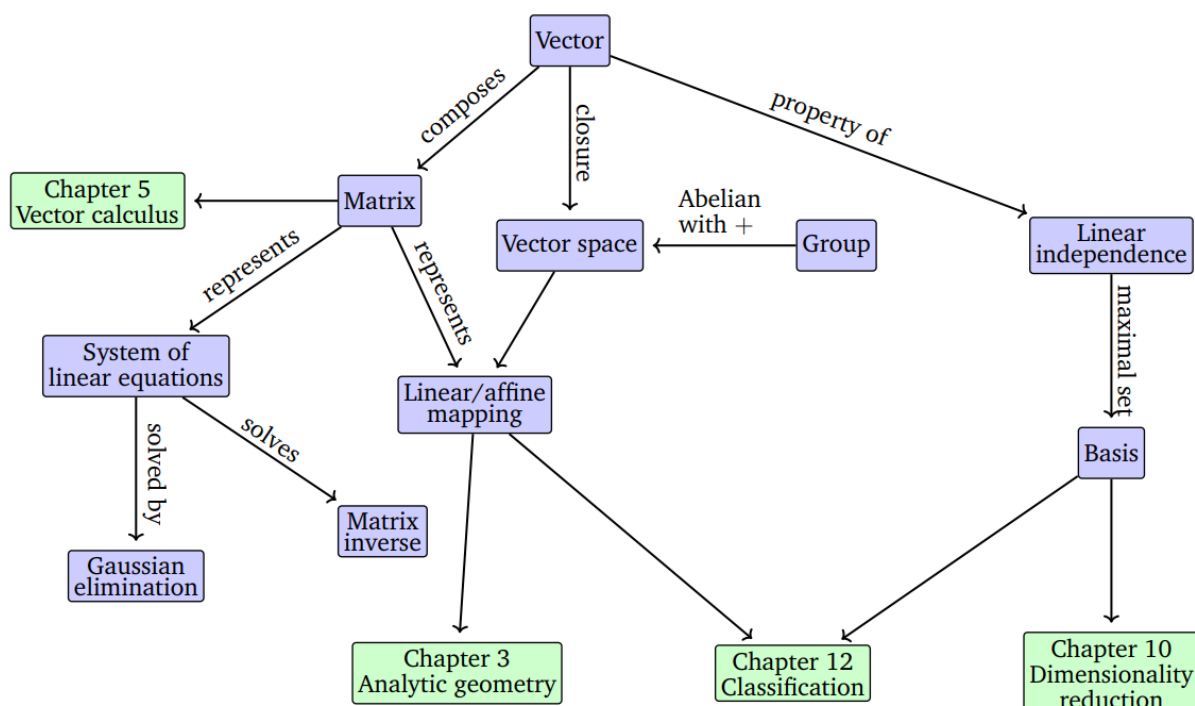 Vector
composes
closure
property of
Chapter 5
Vector calculus
Matrix
Abelian
with +
Vector space
Group
Linear
independence
represents
represents
maximal set
System of
linear equations
Linear/affine
mapping
solved by
solves
Basis
Matrix
inverse
Gaussian
elimination
Chapter 3
Analytic geometry
Chapter 12
Classification
Chapter 10
Dimensionality
reduction